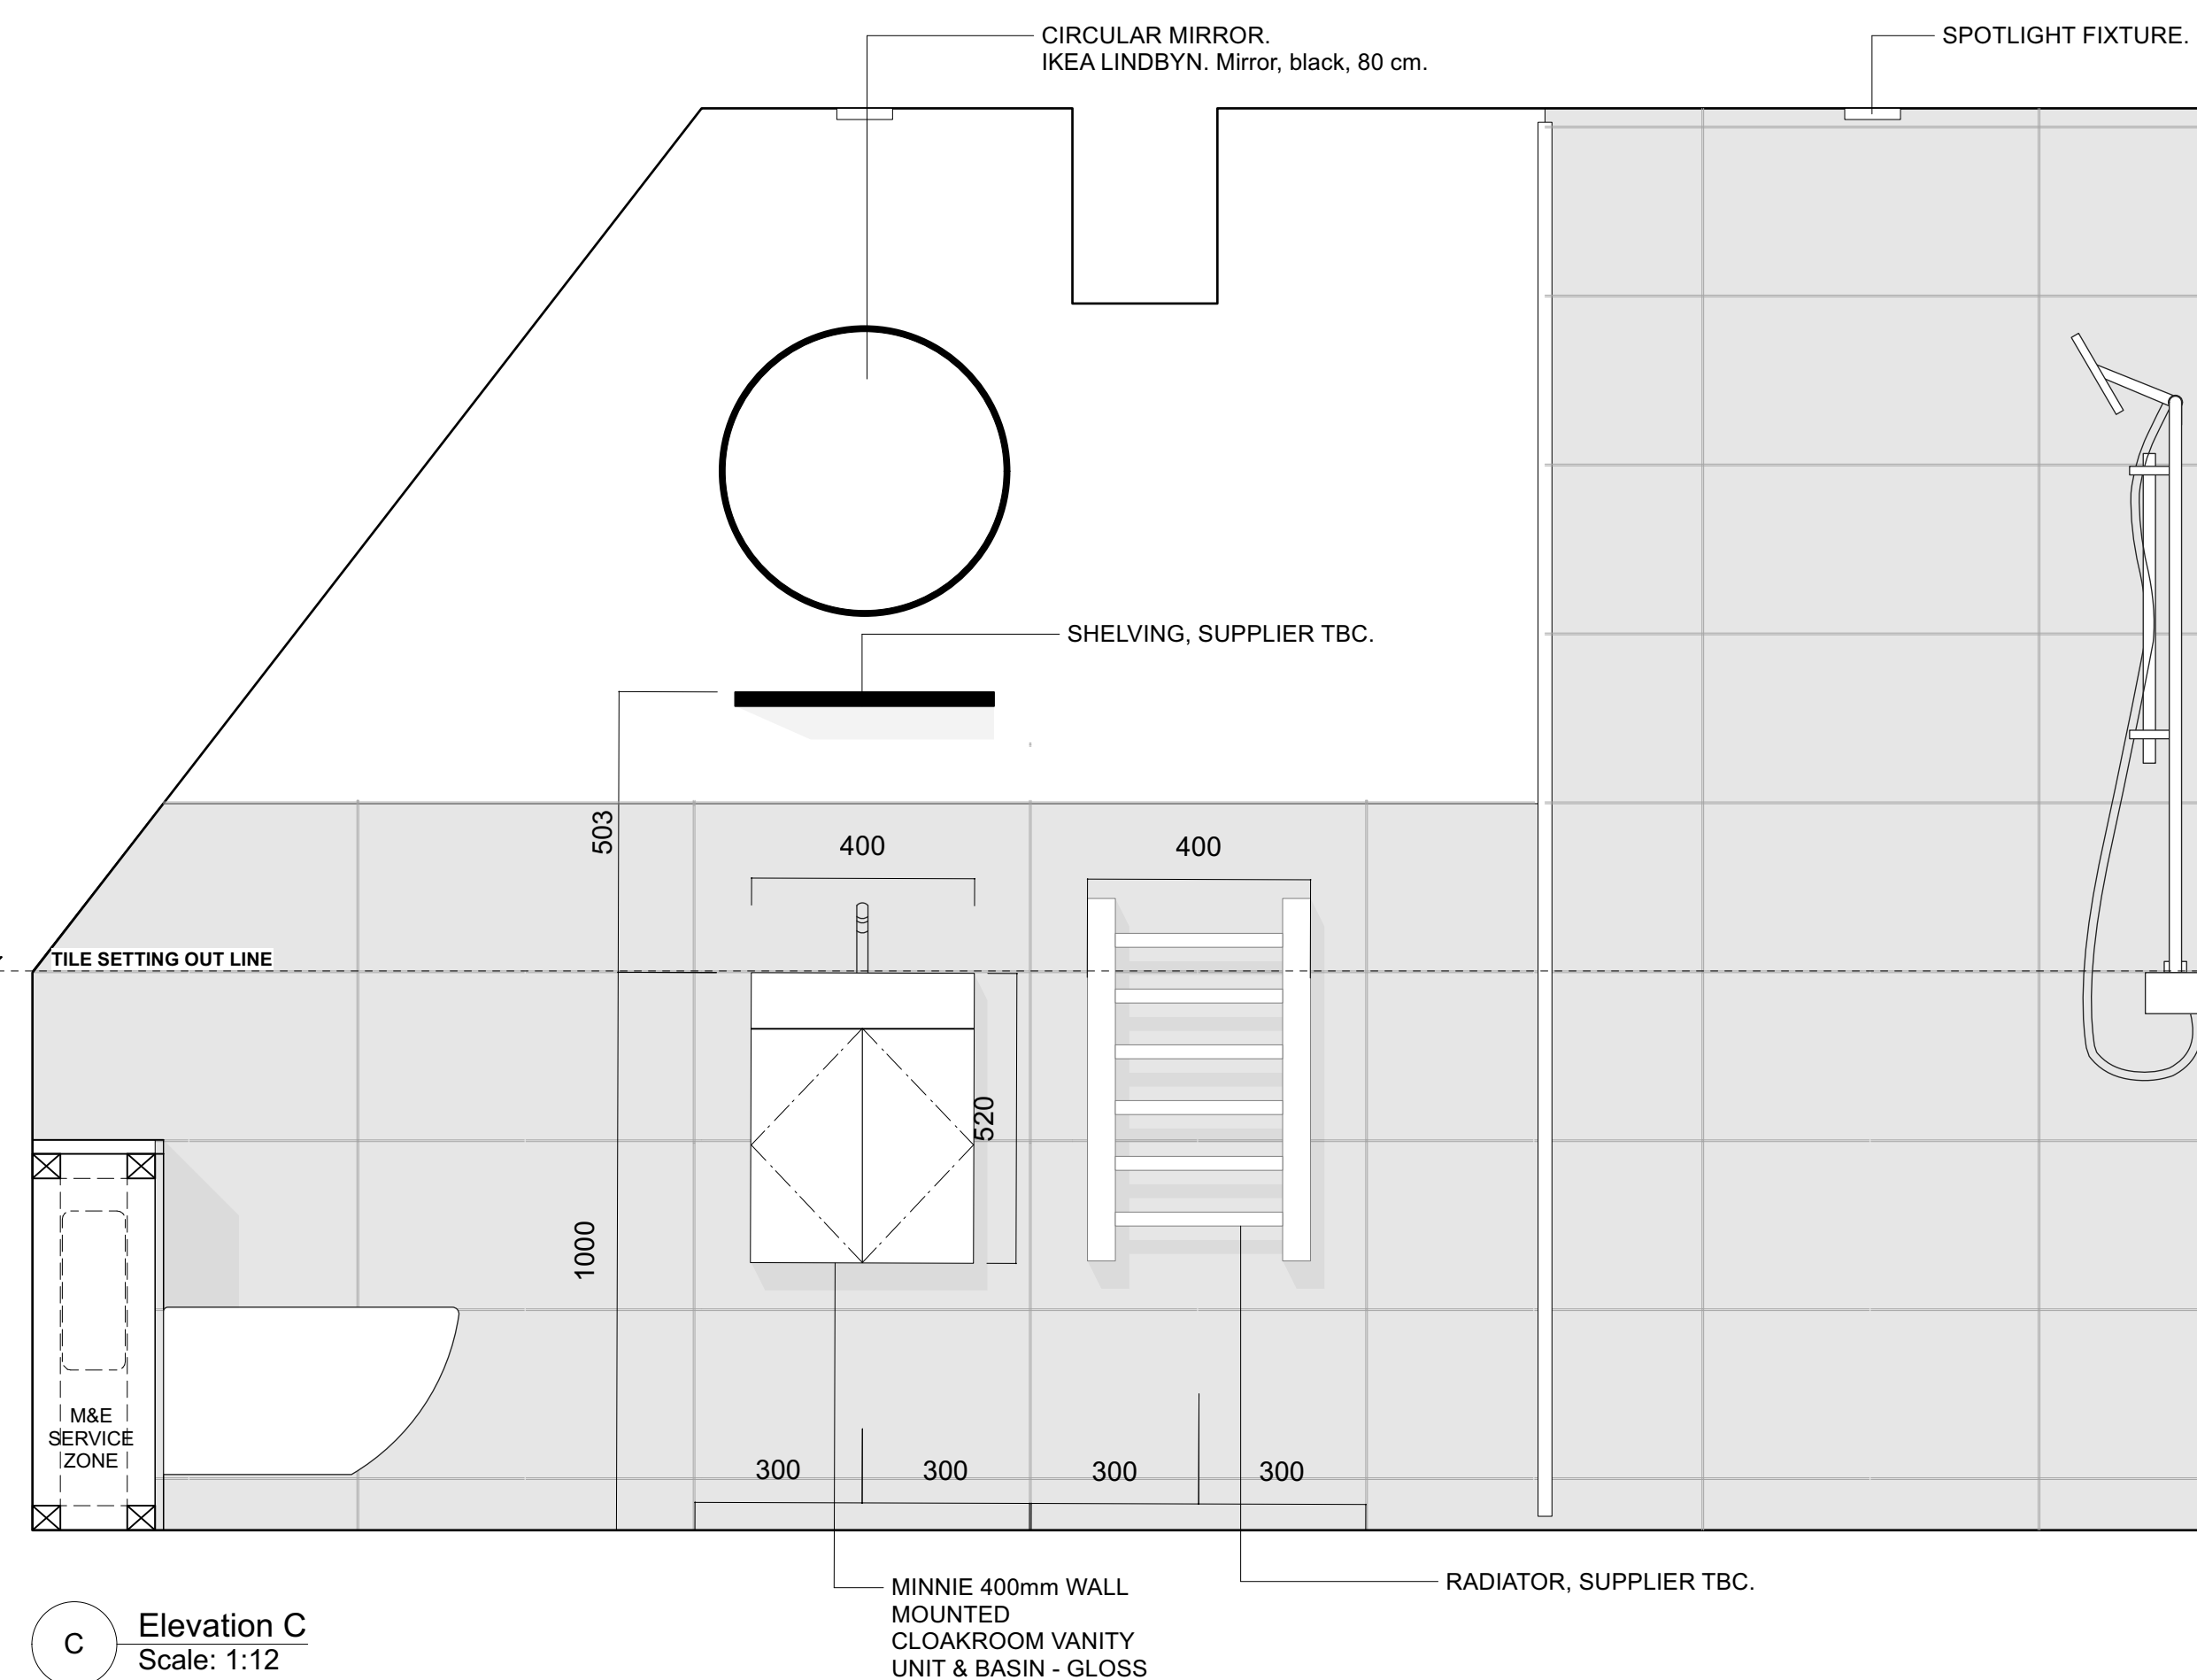 CIRCULAR MIRROR.
IKEA LINDBYN. Mirror, black, 80 cm.
SPOTLIGHT FIXTURE.
SHELVING, SUPPLIER TBC.
503
400
400
TILE SETTING OUT LINE
520
1000
M&E
SERVICE
ZONE
300
300
300
300
MINNIE 400mm WALL
MOUNTED
CLOAKROOM VANITY
UNIT & BASIN - GLOSS
RADIATOR, SUPPLIER TBC.
C
Elevation C
Scale: 1:12